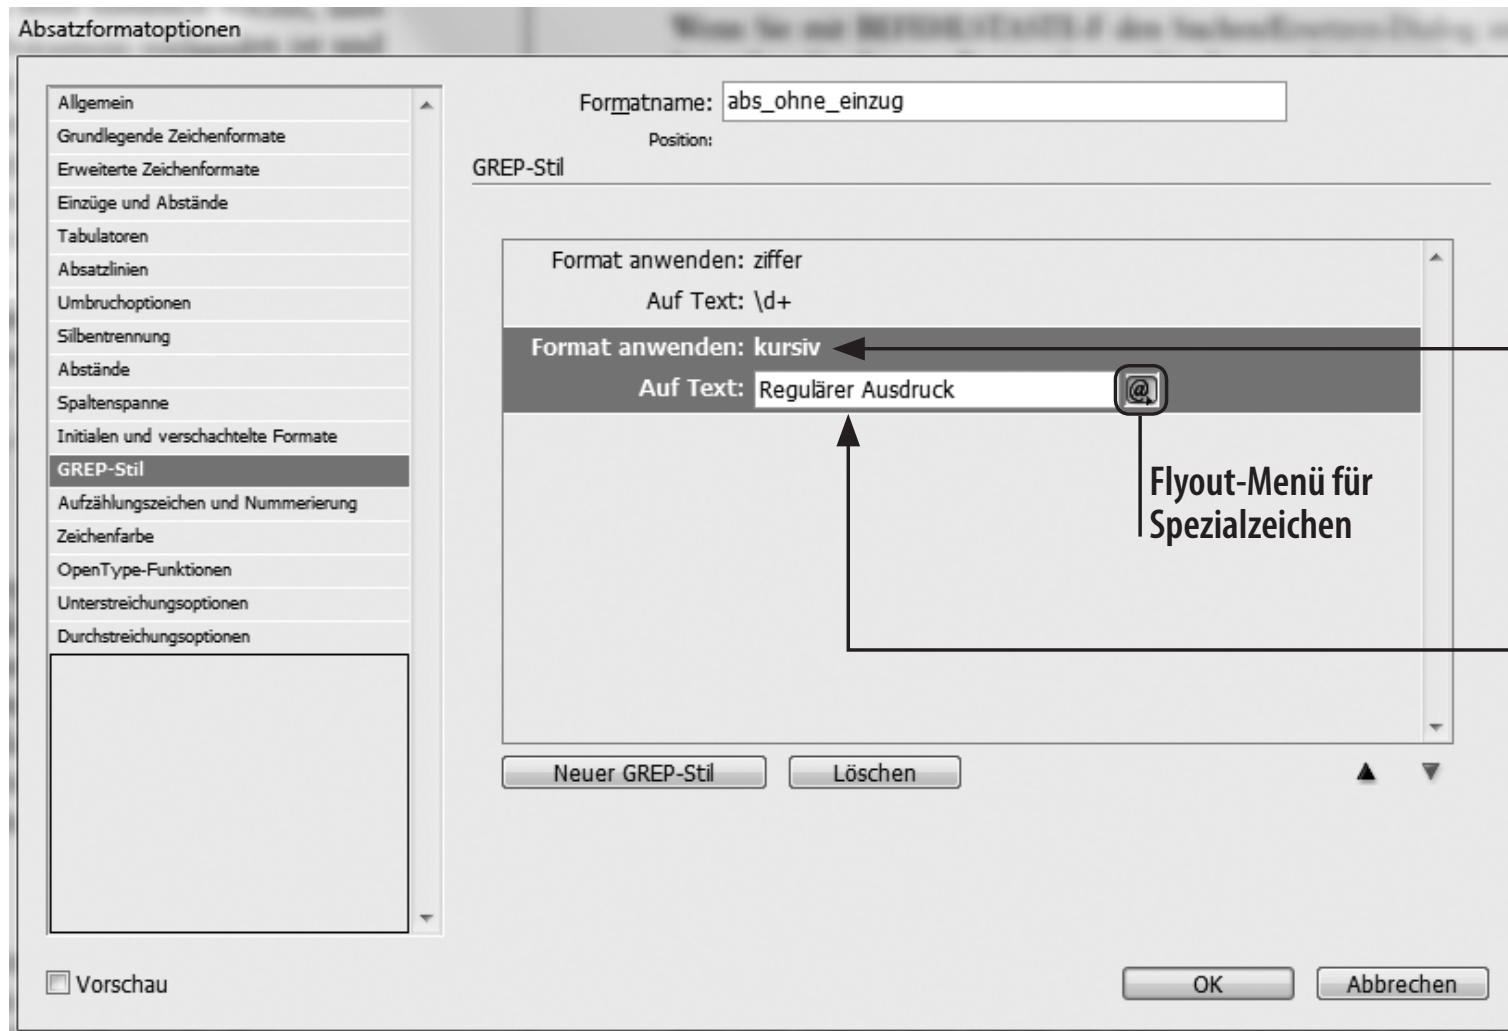 Absatzformatoptionen
Allgemein
Grundlegende Zeichenformate
Erweiterte Zeichenformate
Einzüge und Abstände
Tabulatoren
Absatzlinien
Umbruchoptionen
Silbentrennung
Abstände
Spaltenspanne
Initialen und verschachtelte Formate
GREP-Stil
Aufzählungszeichen und Nummerierung
Zeichenfarbe
OpenType-Funktionen
Unterstreichungsoptionen
Durchstreichungsoptionen
Vorschau
Formatname: abs_ohne_einzug
Position:
GREP-Stil
Format anwenden: ziffer
Auf Text: \d+
Format anwenden: kursiv
Auf Text: Regulärer Ausdruck @
Flyout-Menü für
Spezialzeichen
Neuer GREP-Stil Löschen
OK Abbrechen